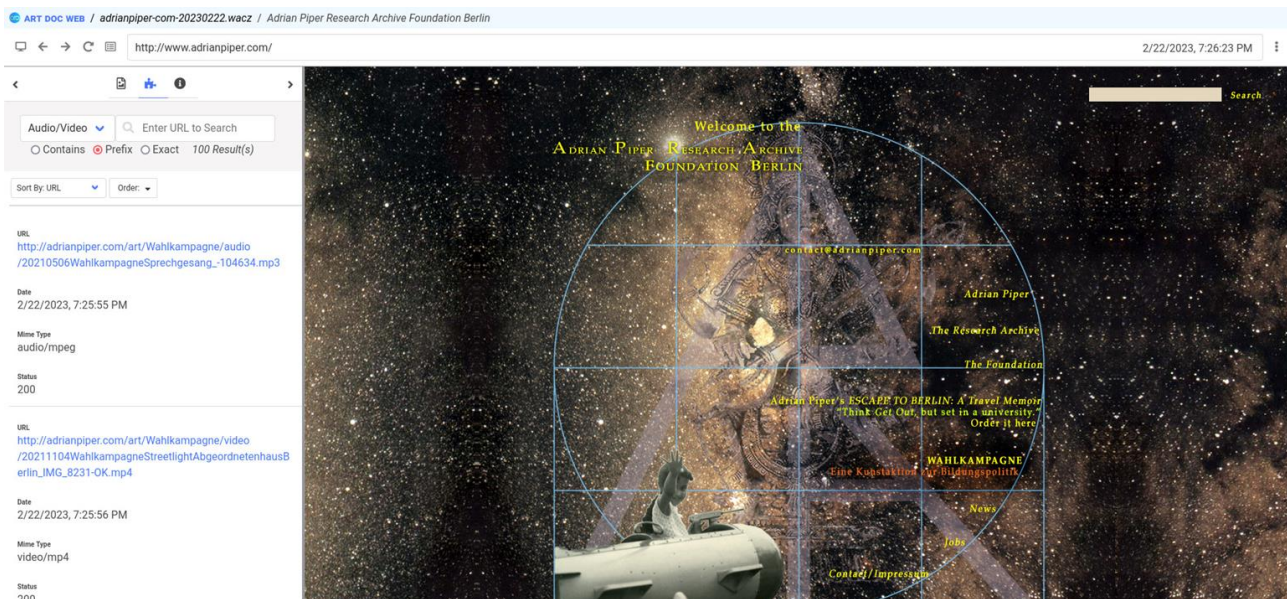 ART DOC WEB / adrianpiper-com-20230222.wacz / Adrian Piper Research Archive Foundation Berlin
http://www.adrianpiper.com/
2/22/2023, 7:26:23 PM
Audio/Video
Enter URL to Search
Contains Prefix Exact 100 Result(s)
Sort By: URL
Order:
URL
http://adrianpiper.com/art/Wahlkampagne/audio
/20210506WahlkampagneSprechgesang_-104634.mp3
Date
2/22/2023, 7:25:55 PM
Mime Type
audio/mpeg
Status
200
URL
http://adrianpiper.com/art/Wahlkampagne/video
/20211104WahlkampagneStreetlightAbgeordnetenhausB
erlin_IMG_8231-OK.mp4
Date
2/22/2023, 7:25:56 PM
Mime Type
video/mp4
Status
200
Search
Welcome to the
ADRIAN PIPER RESEARCH ARCHIVE
FOUNDATION BERLIN
contact@adrianpiper.com
Adrian Piper
The Research Archive
The Foundation
Adrian Piper's ESCAPE TO BERLIN: A Travel Memoir
"Think Get Out, but set in a university."
Order it here
WAHLKAMPAGNE
Eine Kunstaktion zur Bildungspolitik
News
Jobs
Contact/Impressum